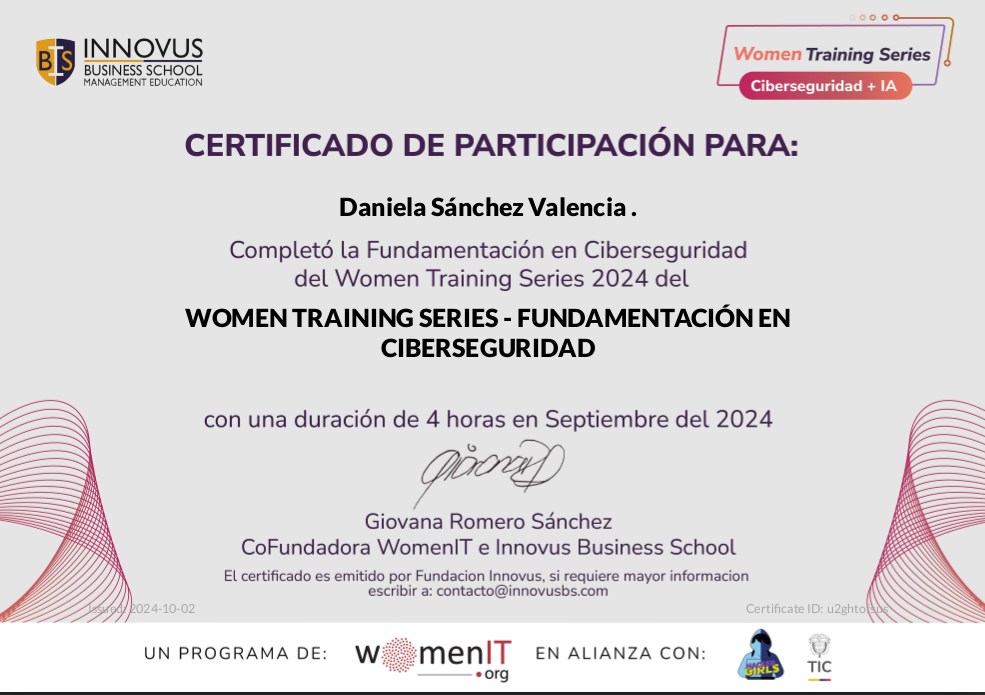 BIS
INNOVUS
BUSINESS SCHOOL
MANAGEMENT EDUCATION
Women Training Series
Ciberseguridad + IA
CERTIFICADO DE PARTICIPACIÓN PARA:
Daniela Sánchez Valencia .
Completó la Fundamentación en Ciberseguridad
del Women Training Series 2024 del
WOMEN TRAINING SERIES - FUNDAMENTACIÓN EN
CIBERSEGURIDAD
con una duración de 4 horas en Septiembre del 2024
Giovana Romero Sánchez
CoFundadora WomenIT e Innovus Business School
El certificado es emitido por Fundacion Innovus, si requiere mayor informacion
escribir a: contacto@innovusbs.com
Issued: 2024-10-02
Certificate ID:
UN PROGRAMA DE:
womenIT
.org
EN ALIANZA CON:
HACKER
GIRLS
TIC